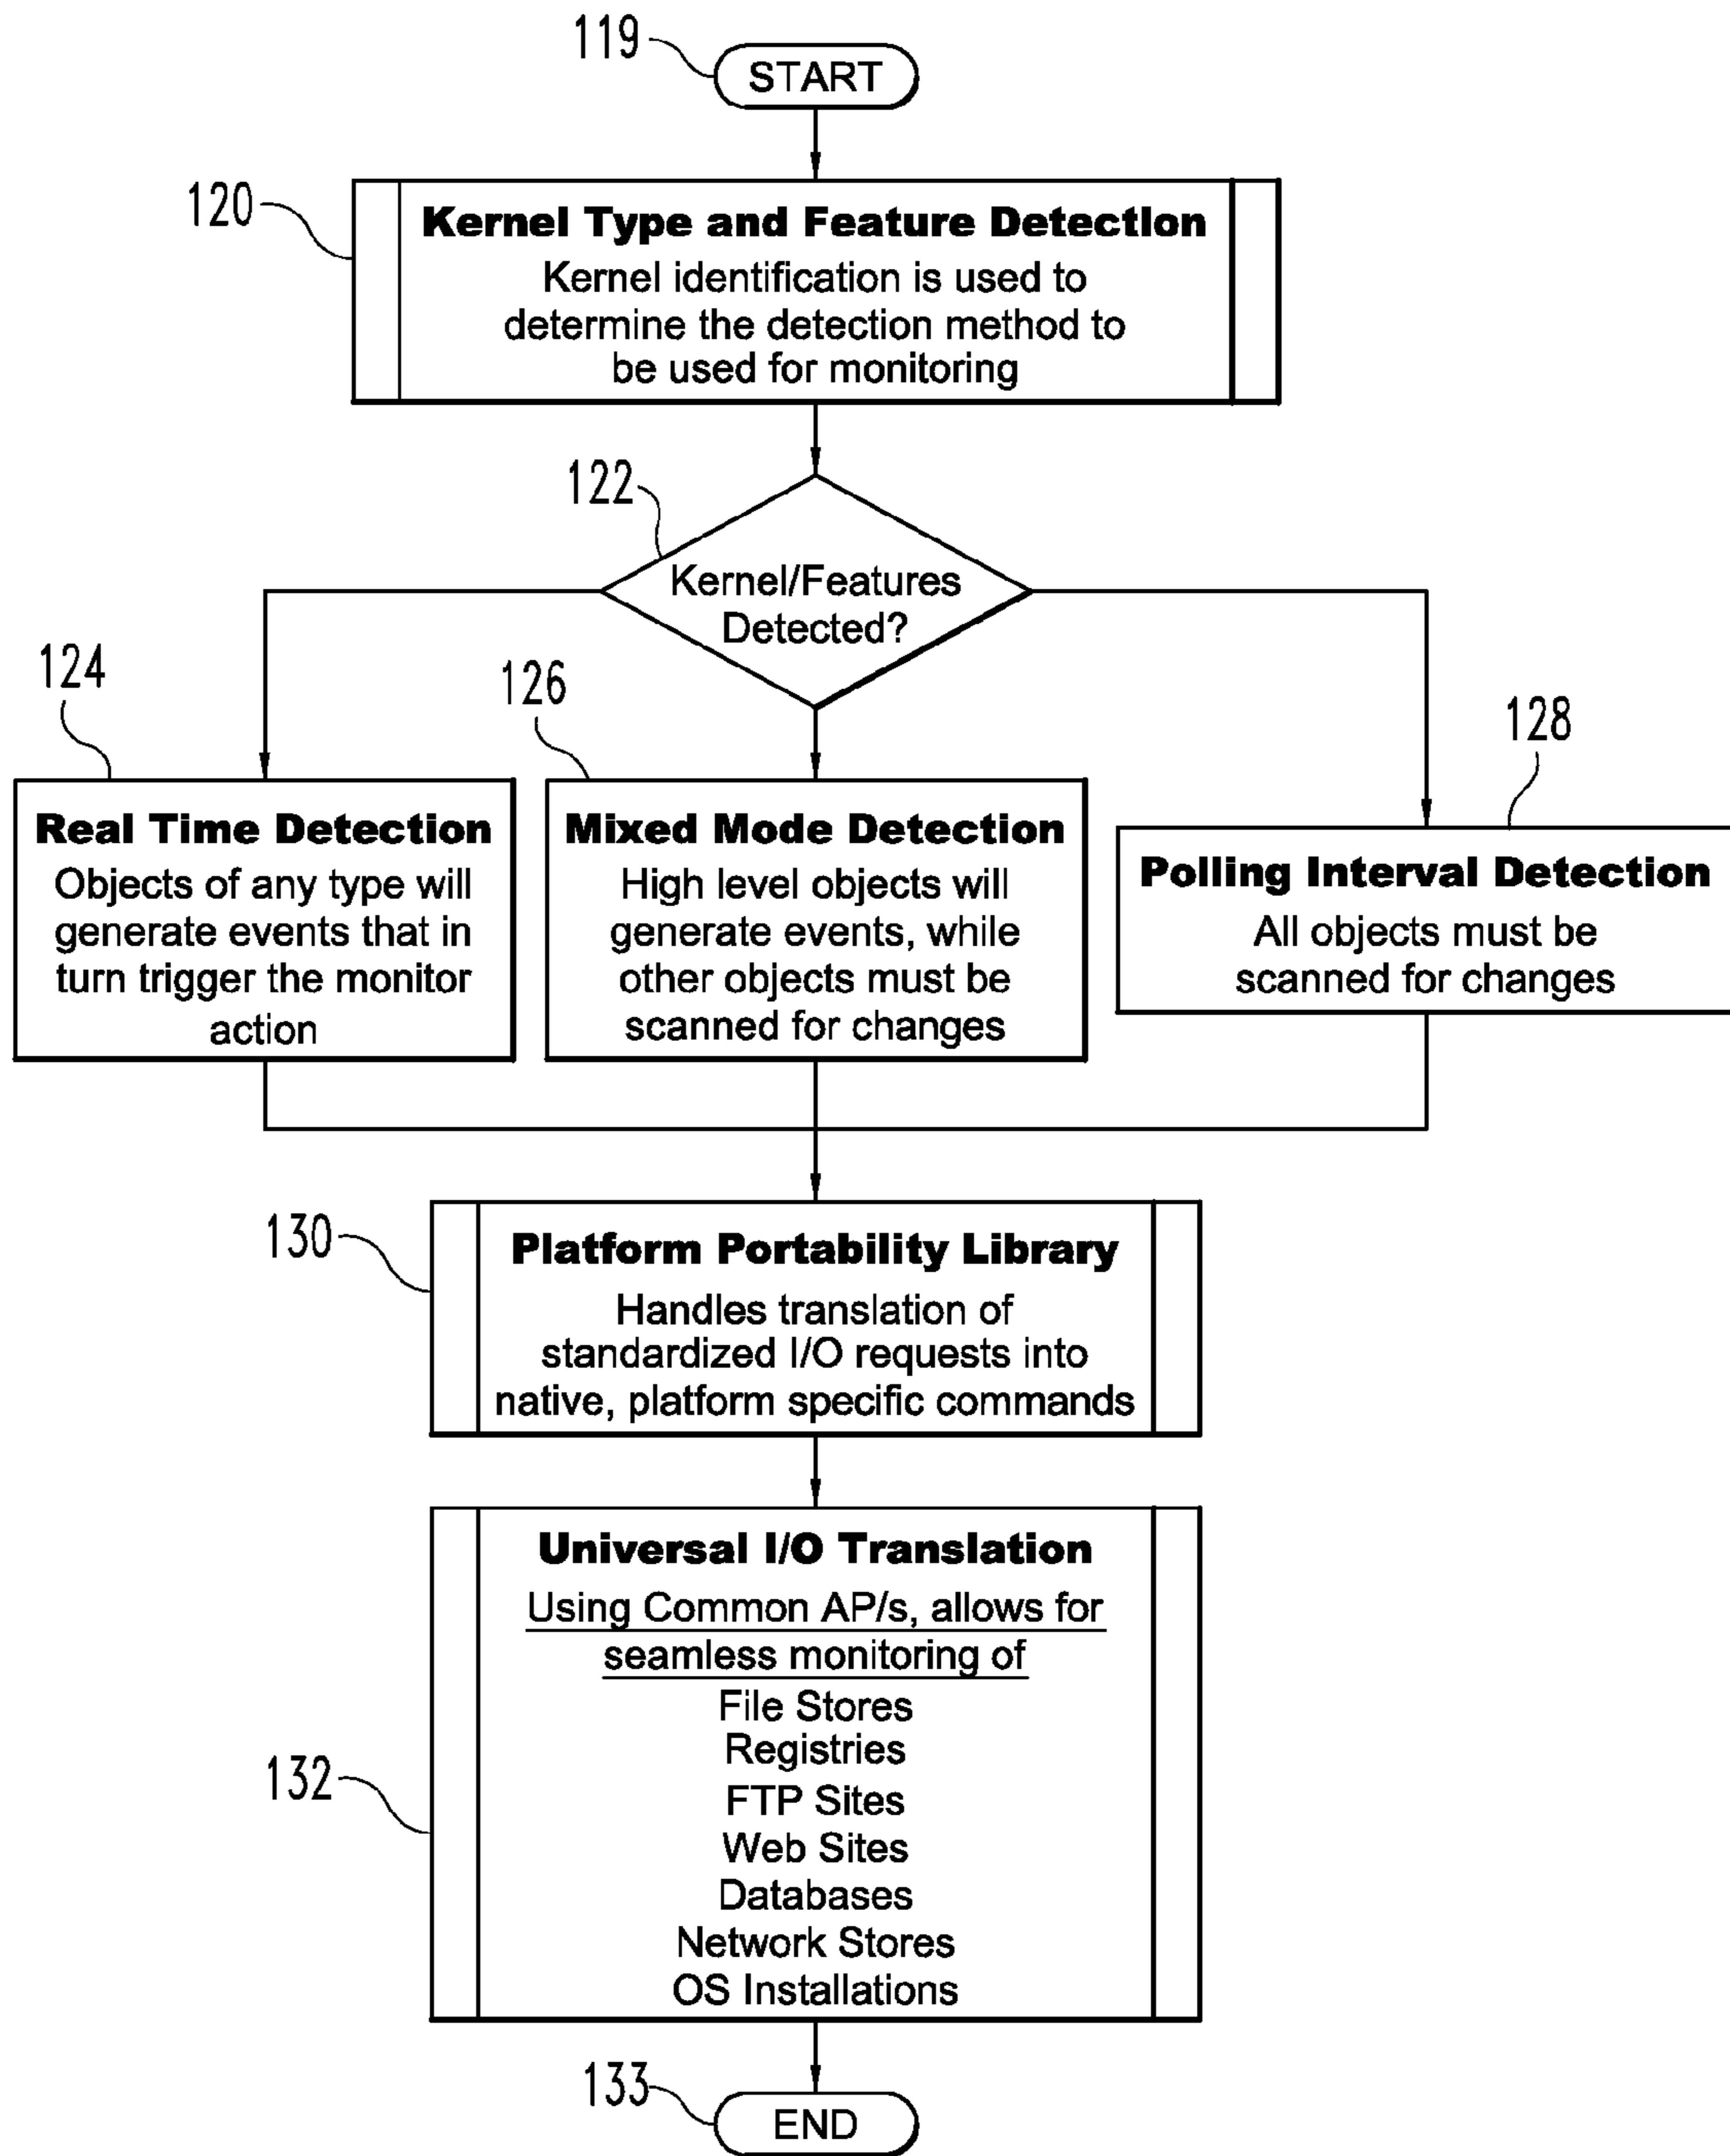 119
START
120
Kernel Type and Feature Detection
Kernel identification is used to
determine the detection method to
be used for monitoring
122
Kernel/Features
Detected?
124
Real Time Detection
Objects of any type will
generate events that in
turn trigger the monitor
action
126
Mixed Mode Detection
High level objects will
generate events, while
other objects must be
scanned for changes
128
Polling Interval Detection
All objects must be
scanned for changes
130
Platform Portability Library
Handles translation of
standardized I/O requests into
native, platform specific commands
132
Universal I/O Translation
Using Common AP/s, allows for
seamless monitoring of
File Stores
Registries
FTP Sites
Web Sites
Databases
Network Stores
OS Installations
133
END